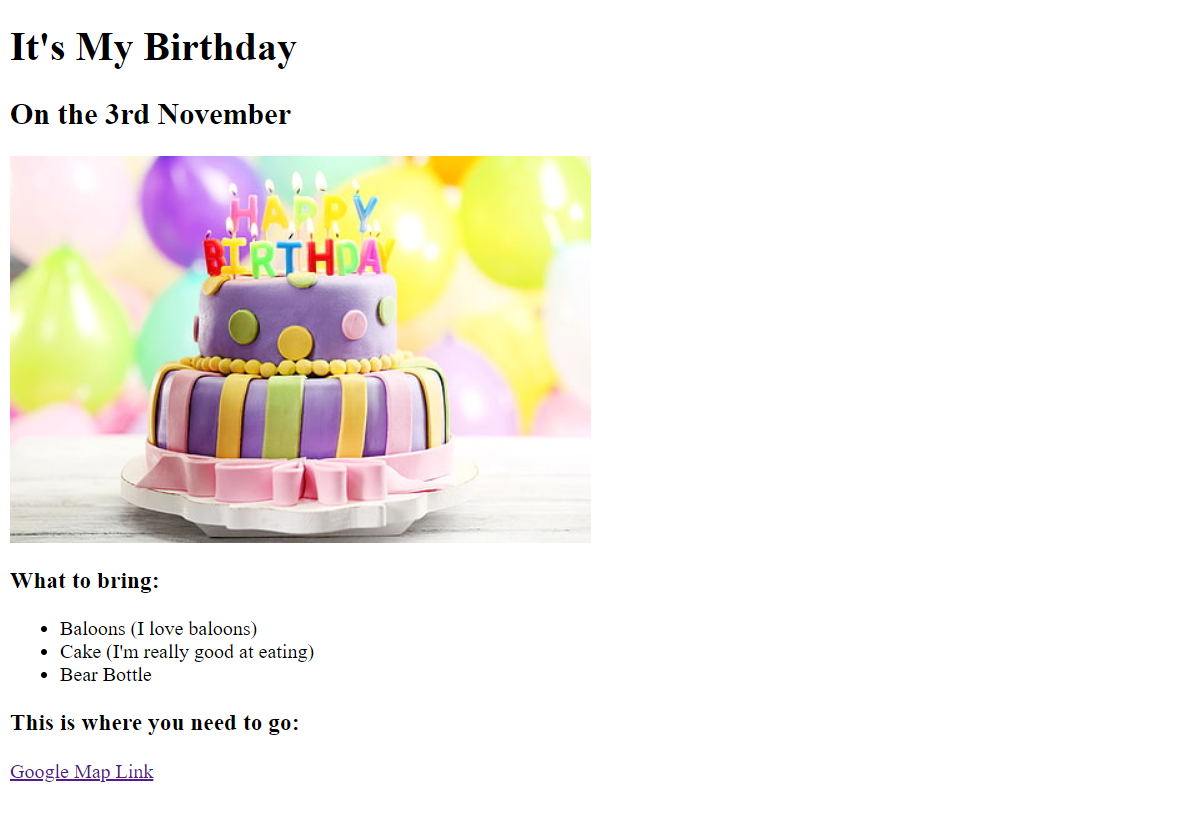 It's My Birthday
On the 3rd November
HAPPY
BIRTHDAY
What to bring:
Baloons (I love baloons)
Cake (I'm really good at eating)
Bear Bottle
This is where you need to go:
Google Map Link